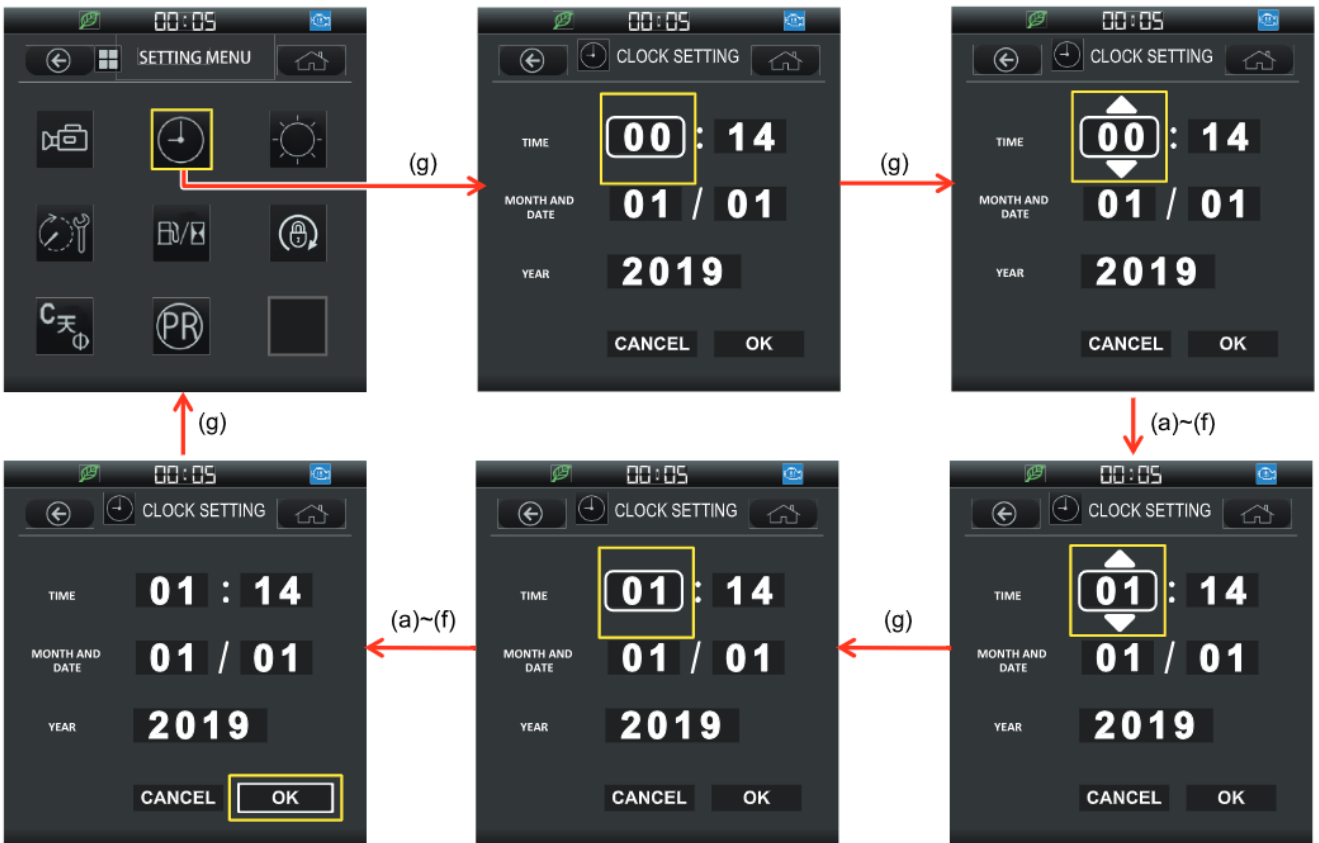 00:05
SETTING MENU
C天Φ
PR
(g)
00:05
CLOCK SETTING
TIME 00 : 14
MONTH AND DATE 01 / 01
YEAR 2019
CANCEL OK
(g)
00:05
CLOCK SETTING
TIME 00 : 14
MONTH AND DATE 01 / 01
YEAR 2019
CANCEL OK
(a)~(f)
00:05
CLOCK SETTING
TIME 01 : 14
MONTH AND DATE 01 / 01
YEAR 2019
CANCEL OK
(g)
00:05
CLOCK SETTING
TIME 01 : 14
MONTH AND DATE 01 / 01
YEAR 2019
CANCEL OK
(a)~(f)
00:05
CLOCK SETTING
TIME 01 : 14
MONTH AND DATE 01 / 01
YEAR 2019
CANCEL OK
(g)